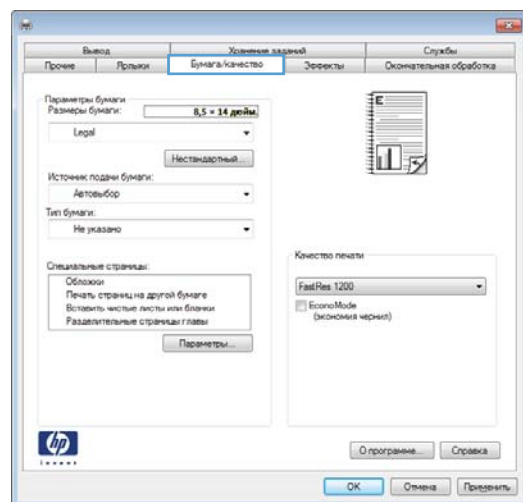 Вывод Хранение заданий Службы
Прочие Ярлыки Бумага/качество Эффекты Окончательная обработка
Параметры бумаги
Размеры бумаги: 8,5 × 14 дюйм.
Legal
Нестандартный...
Источник подачи бумаги:
Автовыбор
Тип бумаги:
Не указано
Специальные страницы:
Обложки
Печать страниц на другой бумаге
Вставить чистые листы или бланки
Разделительные страницы главы
Параметры...
E
Качество печати
FastRes 1200
EconoMode
(экономия чернил)
hp
invent
О программе... Справка
OK Отмена Применить